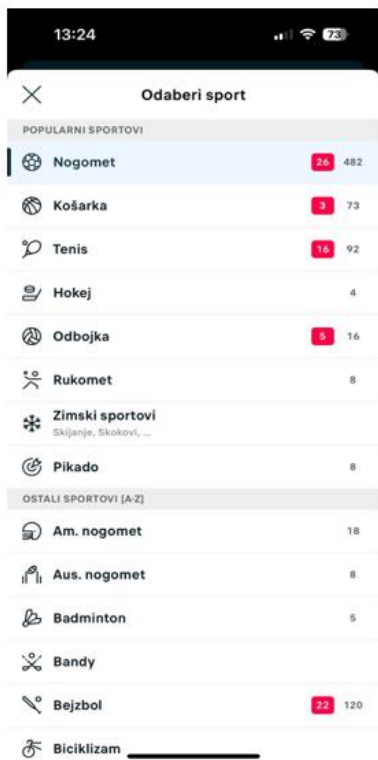 13:24
73
Odaberi sport
POPULARNI SPORTOVI
Nogomet 26 482
Košarka 3 73
Tenis 16 92
Hokej 4
Odbojka 5 16
Rukomet 8
Zimski sportovi
Skijanje, Skokovi, ...
Pikado 8
OSTALI SPORTOVI [A-Z]
Am. nogomet 18
Aus. nogomet 8
Badminton 5
Bandy
Bejzbol 22 120
Biciklizam